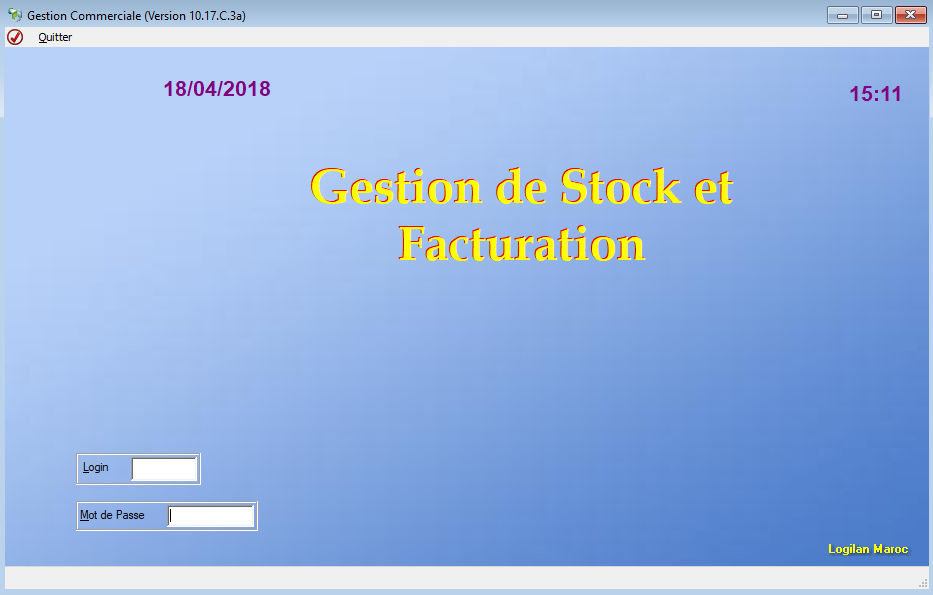 Gestion Commerciale (Version 10.17.C.3a)
Quitter
18/04/2018
15:11
Gestion de Stock et
Facturation
Login
Mot de Passe
Logilan Maroc